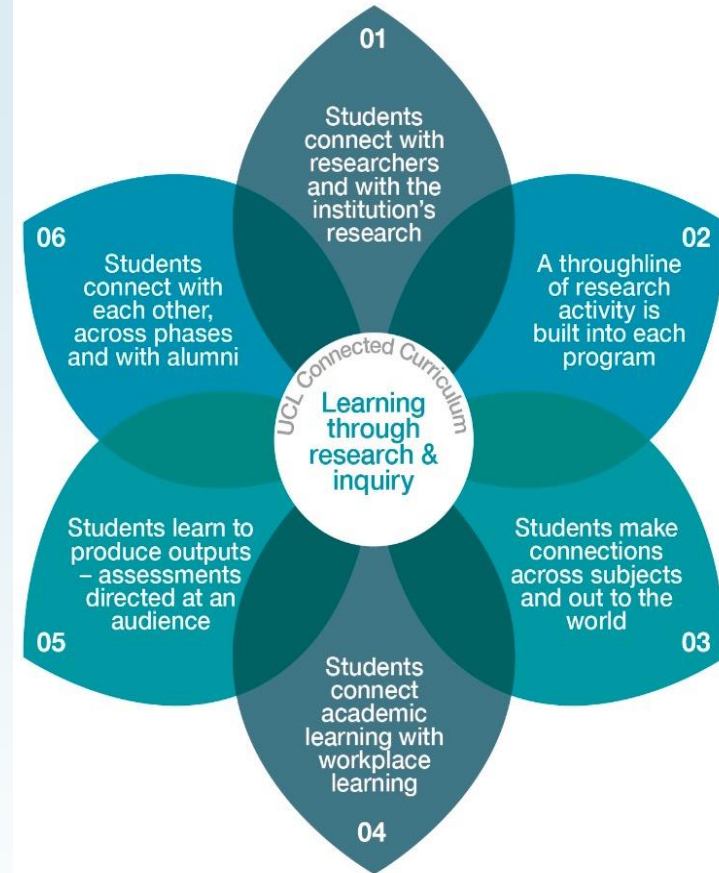 01
Students
connect with
researchers
and with the
institution's
research
02
A throughline
of research
activity is
built into each
program
Students make
connections
across subjects
and out to the
world
03
Students
connect
academic
learning with
workplace
learning
04
Students learn to
produce outputs
– assessments
directed at an
audience
05
06
Students
connect with
each other,
across phases
and with alumni
UCL Connected Curriculum
Learning
through
research &
inquiry